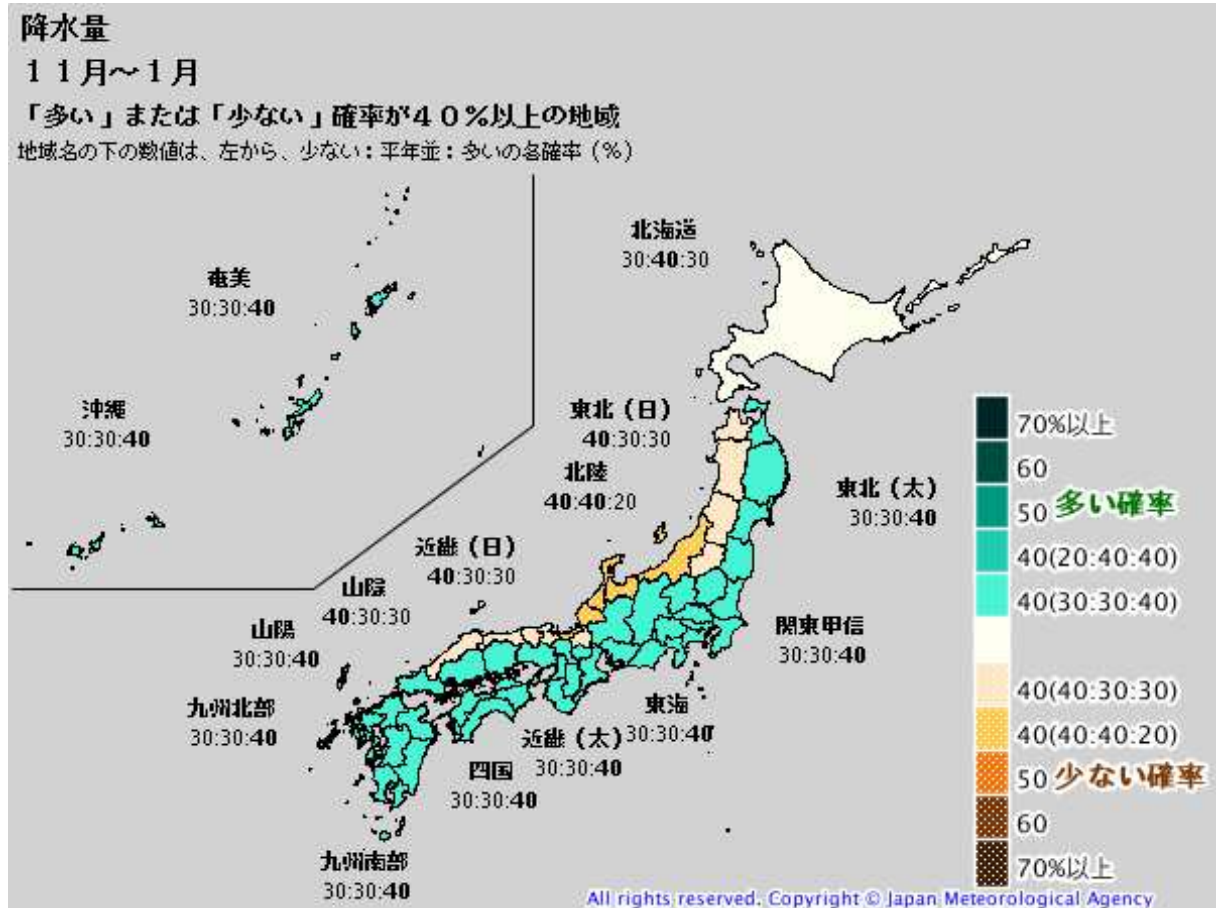 降水量
１１月～１月
「多い」または「少ない」確率が４０％以上の地域
地域名の下の数値は、左から、少ない：平年並：多いの各確率（%）
北海道
30:40:30
奄美
30:30:40
沖縄
30:30:40
東北（日）
40:30:30
北陸
40:40:20
東北（太）
30:30:40
近畿（日）
40:30:30
山陰
40:30:30
山陽
30:30:40
関東甲信
30:30:40
九州北部
30:30:40
東海
30:30:40
近畿（太）
30:30:40
四国
30:30:40
九州南部
30:30:40
70%以上
60
50 多い確率
40(20:40:40)
40(30:30:40)
40(40:30:30)
40(40:40:20)
50 少ない確率
60
70%以上
All rights reserved. Copyright © Japan Meteorological Agency